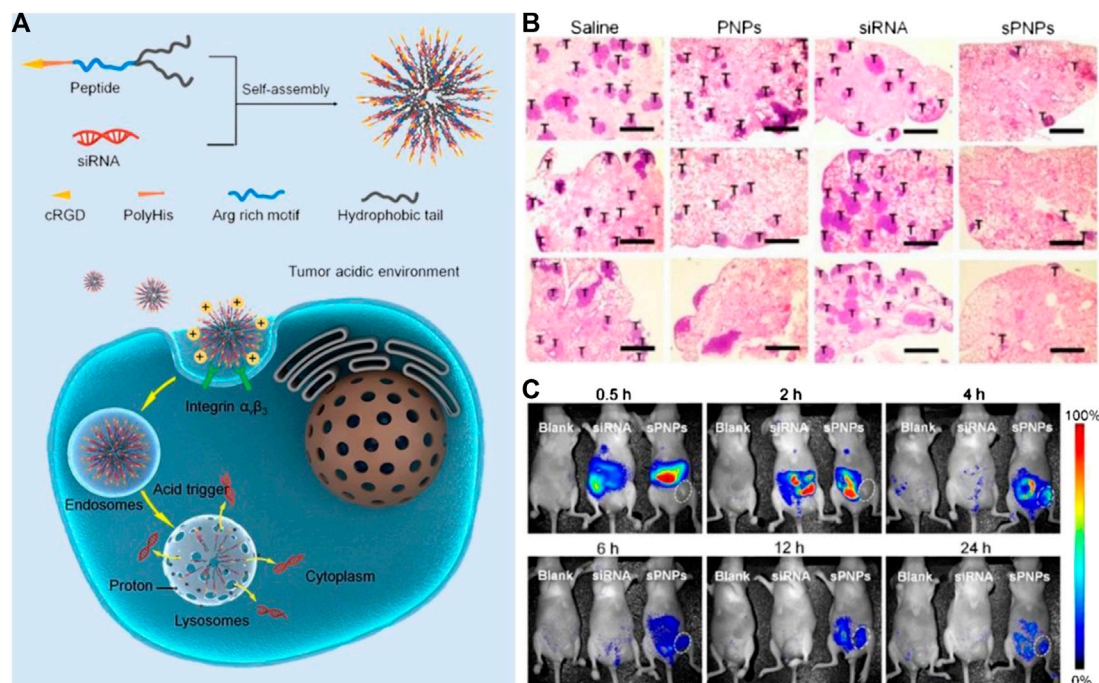 A
Peptide
siRNA
Self-assembly
cRGD PolyHis Arg rich motif Hydrophobic tail
Tumor acidic environment
Integrin αvβ3
Endosomes
Acid trigger
Proton
Cytoplasm
Lysosomes
B
Saline PNPs siRNA sPNPs
T T T T T T T T T T T T T T T T
T T T T T T T T T T T T T T T T
T T T T T T T T T T T T T T T T
C
0.5 h 2 h 4 h
Blank siRNA sPNPs Blank siRNA sPNPs Blank siRNA sPNPs
100%
6 h 12 h 24 h
Blank siRNA sPNPs Blank siRNA sPNPs Blank siRNA sPNPs
0%